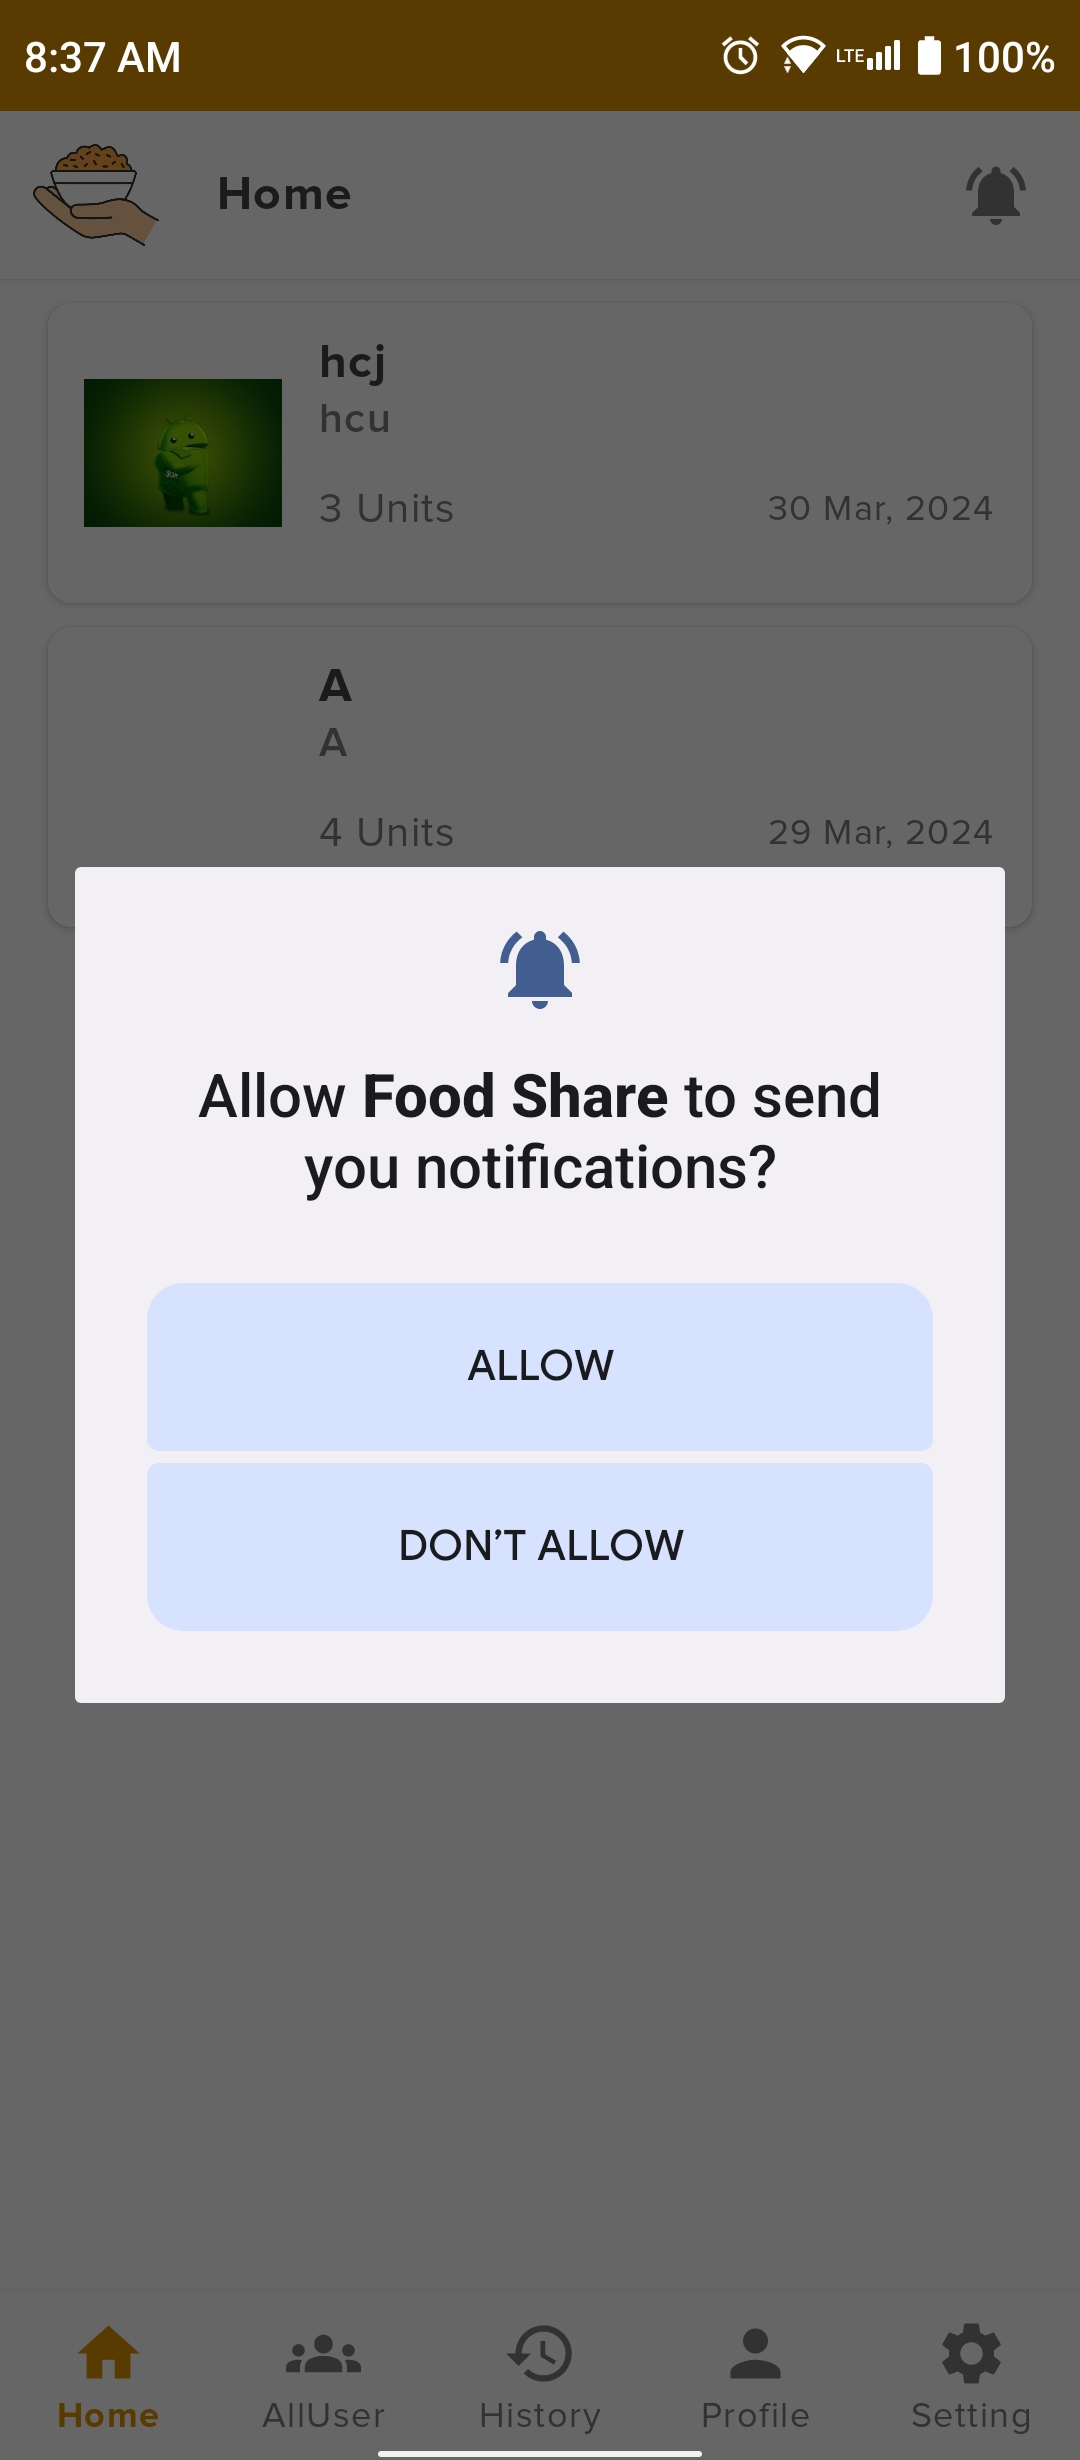 8:37 AM
LTE 100%
Home
hcj
hcu
3 Units 30 Mar, 2024
A
A
4 Units 29 Mar, 2024
Allow Food Share to send
you notifications?
ALLOW
DON’T ALLOW
Home AllUser History Profile Setting